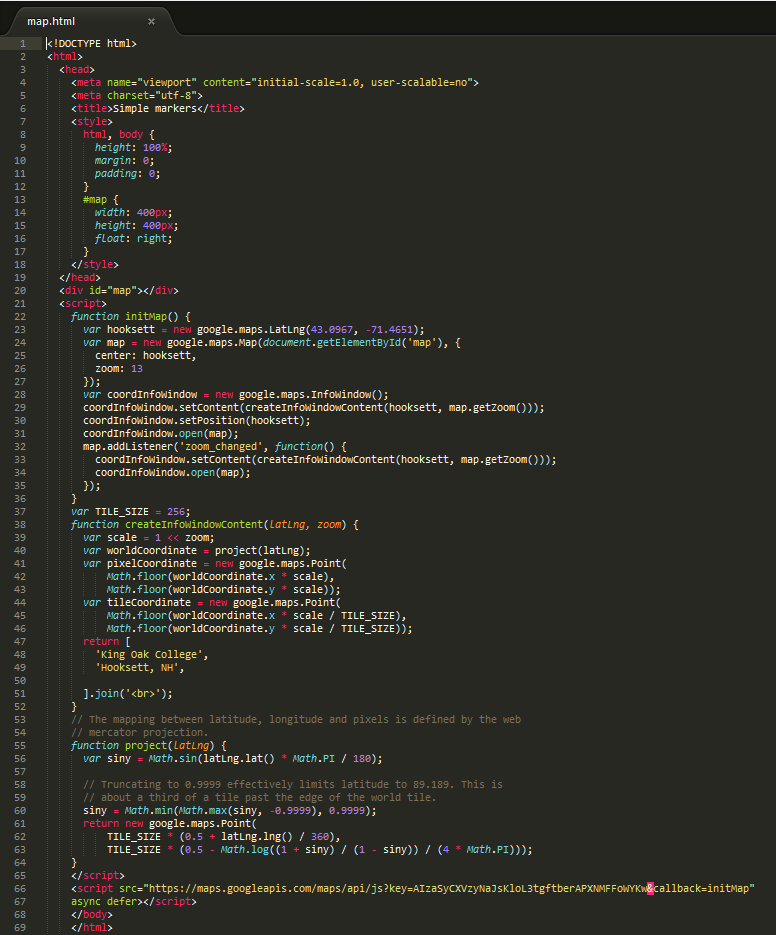 map.html ×
1 <!DOCTYPE html>
2 <html>
3 <head>
4 <meta name="viewport" content="initial-scale=1.0, user-scalable=no">
5 <meta charset="utf-8">
6 <title>Simple markers</title>
7 <style>
8 html, body {
9 height: 100%;
10 margin: 0;
11 padding: 0;
12 }
13 #map {
14 width: 400px;
15 height: 400px;
16 float: right;
17 }
18 </style>
19 </head>
20 <div id="map"></div>
21 <script>
22 function initMap() {
23 var hooksett = new google.maps.LatLng(43.0967, -71.4651);
24 var map = new google.maps.Map(document.getElementById('map'), {
25 center: hooksett,
26 zoom: 13
27 });
28 var coordInfoWindow = new google.maps.InfoWindow();
29 coordInfoWindow.setContent(createInfoWindowContent(hooksett, map.getZoom()));
30 coordInfoWindow.setPosition(hooksett);
31 coordInfoWindow.open(map);
32 map.addListener('zoom_changed', function() {
33 coordInfoWindow.setContent(createInfoWindowContent(hooksett, map.getZoom()));
34 coordInfoWindow.open(map);
35 });
36 }
37 var TILE_SIZE = 256;
38 function createInfoWindowContent(latLng, zoom) {
39 var scale = 1 << zoom;
40 var worldCoordinate = project(latLng);
41 var pixelCoordinate = new google.maps.Point(
42 Math.floor(worldCoordinate.x * scale),
43 Math.floor(worldCoordinate.y * scale));
44 var tileCoordinate = new google.maps.Point(
45 Math.floor(worldCoordinate.x * scale / TILE_SIZE),
46 Math.floor(worldCoordinate.y * scale / TILE_SIZE));
47 return [
48 'King Oak College',
49 'Hooksett, NH',
50
51 ].join('<br>');
52 }
53 // The mapping between latitude, longitude and pixels is defined by the web
54 // mercator projection.
55 function project(latLng) {
56 var siny = Math.sin(latLng.lat() * Math.PI / 180);
57
58 // Truncating to 0.9999 effectively limits latitude to 89.189. This is
59 // about a third of a tile past the edge of the world tile.
60 siny = Math.min(Math.max(siny, -0.9999), 0.9999);
61 return new google.maps.Point(
62 TILE_SIZE * (0.5 + latLng.lng() / 360),
63 TILE_SIZE * (0.5 - Math.log((1 + siny) / (1 - siny)) / (4 * Math.PI)));
64 }
65 </script>
66 <script src="https://maps.googleapis.com/maps/api/js?key=AIzaSyCXVzyNaJsKloL3tgftberAPXNMFFoWYKw&callback=initMap"
67 async defer></script>
68 </body>
69 </html>